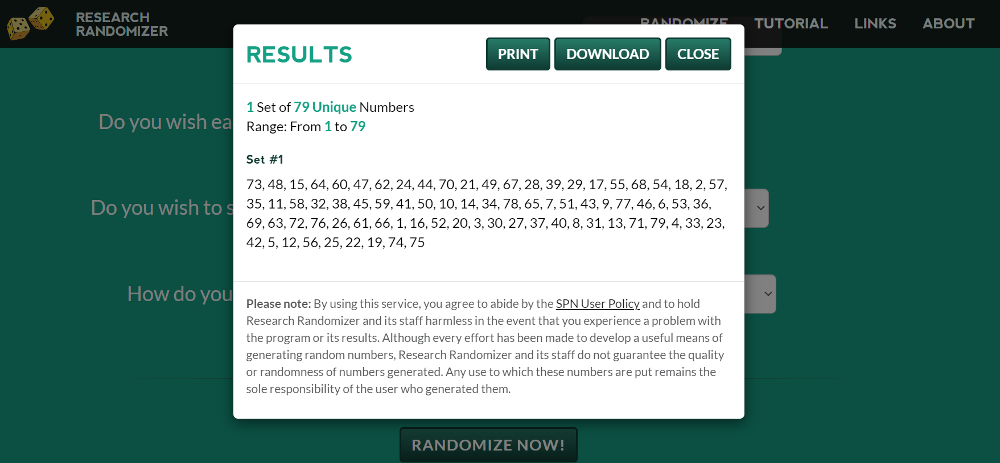 RESEARCH
RANDOMIZER
RANDOMIZE TUTORIAL LINKS ABOUT
RESULTS
PRINT DOWNLOAD CLOSE
1 Set of 79 Unique Numbers
Range: From 1 to 79
Do you wish ea
Set #1
73, 48, 15, 64, 60, 47, 62, 24, 44, 70, 21, 49, 67, 28, 39, 29, 17, 55, 68, 54, 18, 2, 57,
35, 11, 58, 32, 38, 45, 59, 41, 50, 10, 14, 34, 78, 65, 7, 51, 43, 9, 77, 46, 6, 53, 36,
69, 63, 72, 76, 26, 61, 66, 1, 16, 52, 20, 3, 30, 27, 37, 40, 8, 31, 13, 71, 79, 4, 33, 23,
42, 5, 12, 56, 25, 22, 19, 74, 75
Do you wish to s
How do you
Please note: By using this service, you agree to abide by the SPN User Policy and to hold
Research Randomizer and its staff harmless in the event that you experience a problem with
the program or its results. Although every effort has been made to develop a useful means of
generating random numbers, Research Randomizer and its staff do not guarantee the quality
or randomness of numbers generated. Any use to which these numbers are put remains the
sole responsibility of the user who generated them.
RANDOMIZE NOW!